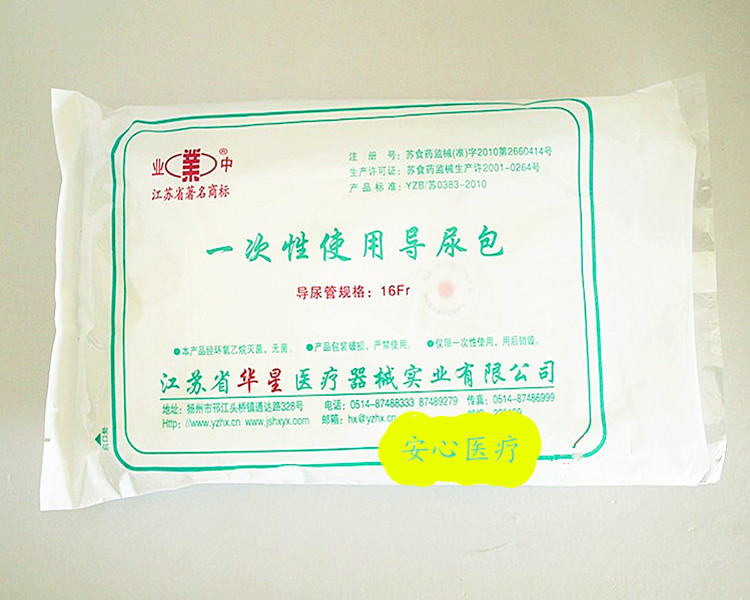 业 業 中 ®
江苏省著名商标
注 册 号：苏食药监械(准)字2010第2660414号
生产许可证：苏食药监械生产许2001-0264号
产品标准：YZB/苏0383-2010
一次性使用导尿包
导尿管规格：16Fr
●本产品经环氧乙烷灭菌，无菌。 ●产品包装破损，严禁使用。 ●仅限一次性使用，用后销毁。
江苏省华星医疗器械实业有限公司
地址：扬州市邗江头桥镇通达路328号 电话：0514-87488333 87489279 传真：0514-87486999
Http：//www.yzhx.cn www.jshxyx.com 邮箱：hx@yzhx.cn
安心医疗